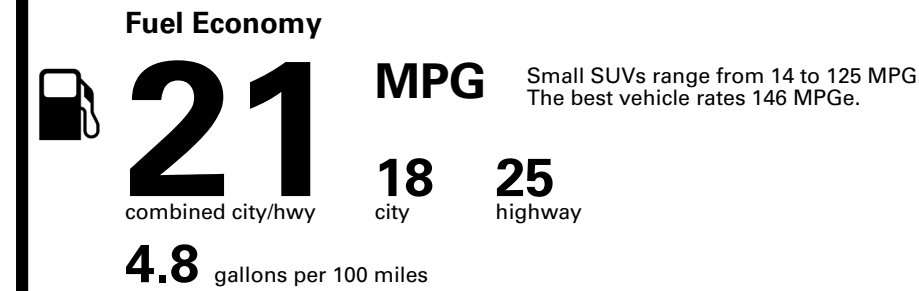 Fuel Economy
21 MPG
Small SUVs range from 14 to 125 MPG
The best vehicle rates 146 MPGe.
18 25
combined city/hwy city highway
4.8 gallons per 100 miles